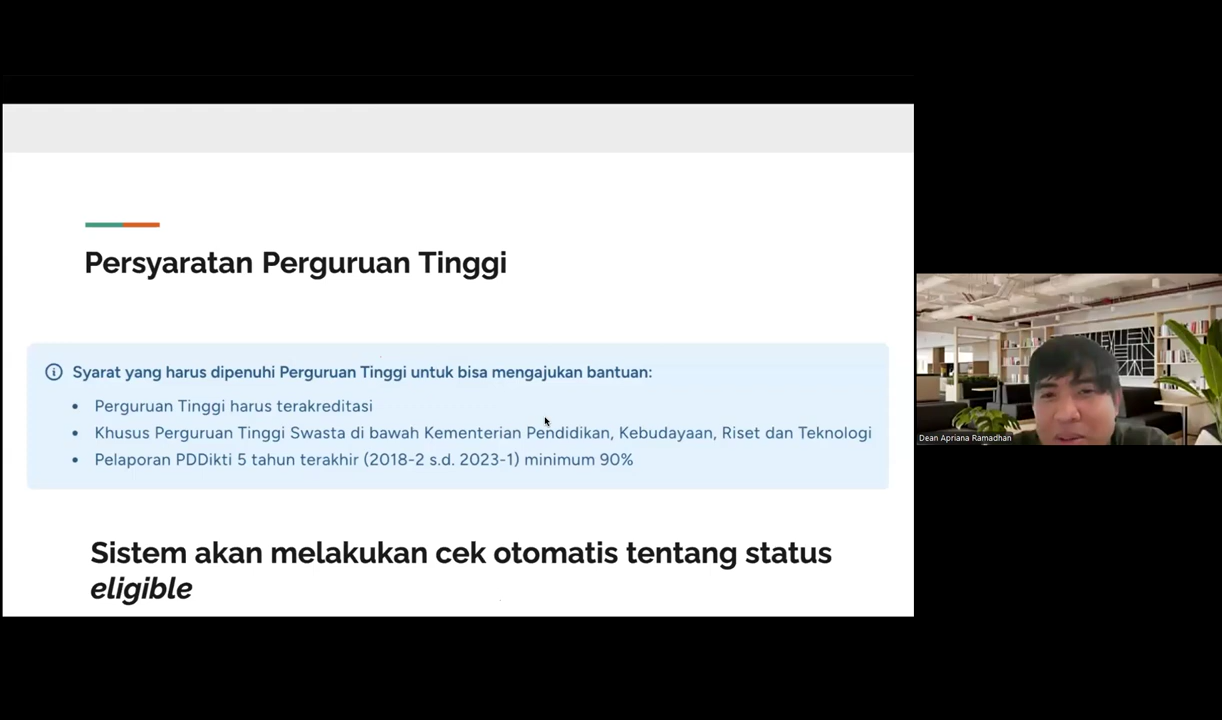 Persyaratan Perguruan Tinggi
Syarat yang harus dipenuhi Perguruan Tinggi untuk bisa mengajukan bantuan:
Perguruan Tinggi harus terakreditasi
Khusus Perguruan Tinggi Swasta di bawah Kementerian Pendidikan, Kebudayaan, Riset dan Teknologi
Pelaporan PDDikti 5 tahun terakhir (2018-2 s.d. 2023-1) minimum 90%
Sistem akan melakukan cek otomatis tentang status
eligible
Dean Apriana Ramadhan